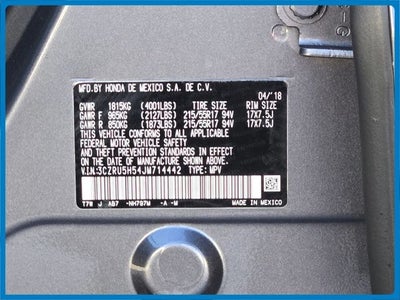 MFD.BY HONDA DE MEXICO S.A. DE C.V.
04/'18
GVWR 1815KG (4001LBS) TIRE SIZE RIM SIZE
GAWR F 965KG (2127LBS) 215/55R17 94V 17X7.5J
GAWR R 850KG (1873LBS) 215/55R17 94V 17X7.5J
THIS VEHICLE CONFORMS TO ALL APPLICABLE
FEDERAL MOTOR VEHICLE SAFETY
AND THEFT PREVENTION STANDARDS IN EFFECT
ON THE DATE OF MANUFACTURE SHOWN ABOVE.
V.I.N:3CZRU5H54JM714442 TYPE: MPV
T7W J AB7 -NH797M -A -M
MADE IN MEXICO